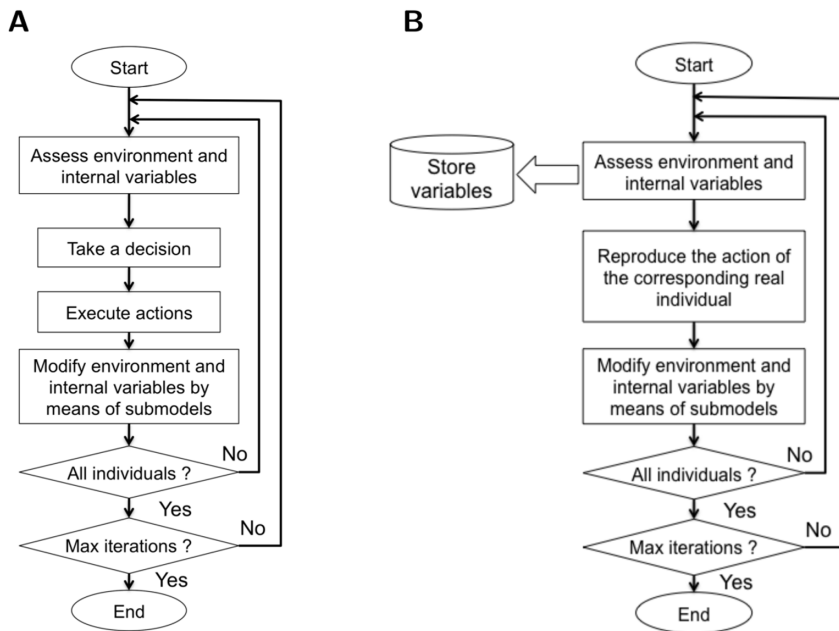 A
Start
Assess environment and
internal variables
Take a decision
Execute actions
Modify environment and
internal variables by
means of submodels
All individuals ?
No
Yes
Max iterations ?
No
Yes
End
B
Start
Store
variables
Assess environment and
internal variables
Reproduce the action of
the corresponding real
individual
Modify environment and
internal variables by
means of submodels
All individuals ?
No
Yes
Max iterations ?
No
Yes
End